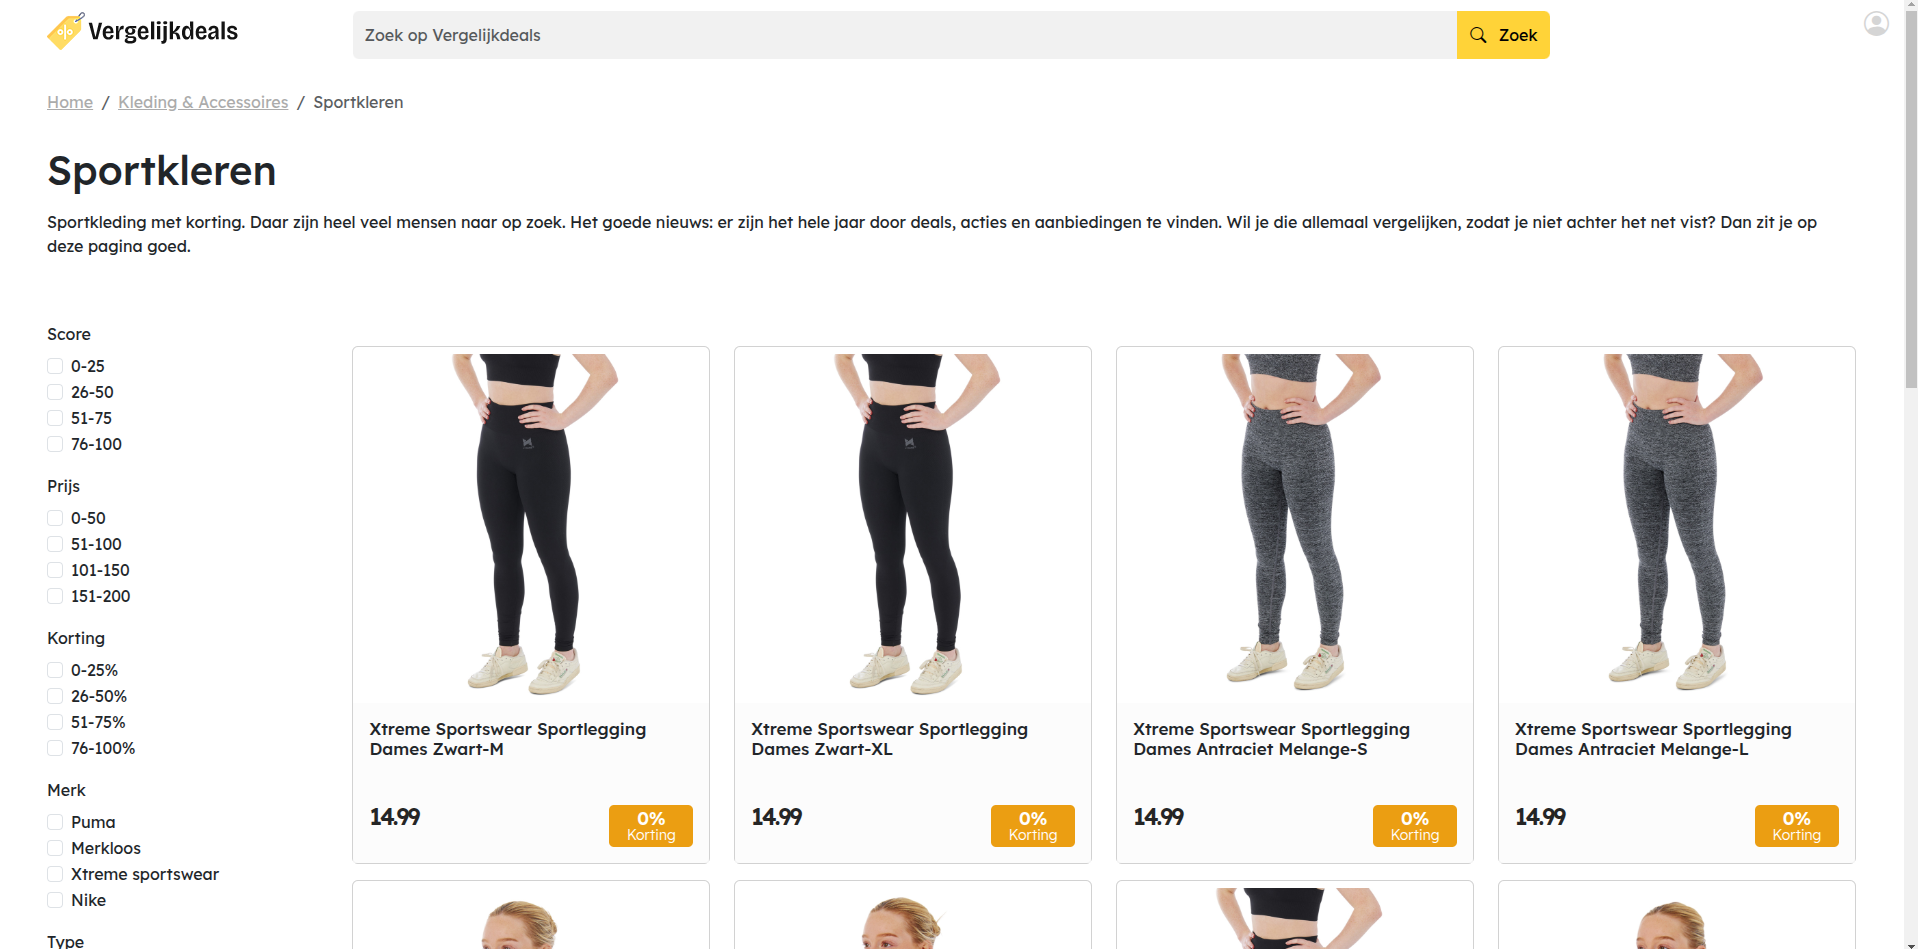 Vergelijkdeals
Zoek op Vergelijkdeals
Zoek
Home / Kleding & Accessoires / Sportkleren
Sportkleren
Sportkleding met korting. Daar zijn heel veel mensen naar op zoek. Het goede nieuws: er zijn het hele jaar door deals, acties en aanbiedingen te vinden. Wil je die allemaal vergelijken, zodat je niet achter het net vist? Dan zit je op
deze pagina goed.
Score
0-25
26-50
51-75
76-100
Prijs
0-50
51-100
101-150
151-200
Korting
0-25%
26-50%
51-75%
76-100%
Merk
Puma
Merkloos
Xtreme sportswear
Nike
Type
Xtreme Sportswear Sportlegging
Dames Zwart-M
14.99
0%
Korting
Xtreme Sportswear Sportlegging
Dames Zwart-XL
14.99
0%
Korting
Xtreme Sportswear Sportlegging
Dames Antraciet Melange-S
14.99
0%
Korting
Xtreme Sportswear Sportlegging
Dames Antraciet Melange-L
14.99
0%
Korting